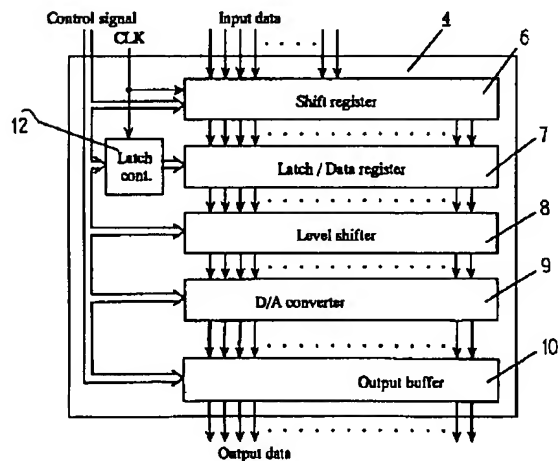 Control signal
CLK
Input data
4
6
Shift register
12
Latch
cont.
7
Latch / Data register
8
Level shifter
9
D/A converter
10
Output buffer
Output data